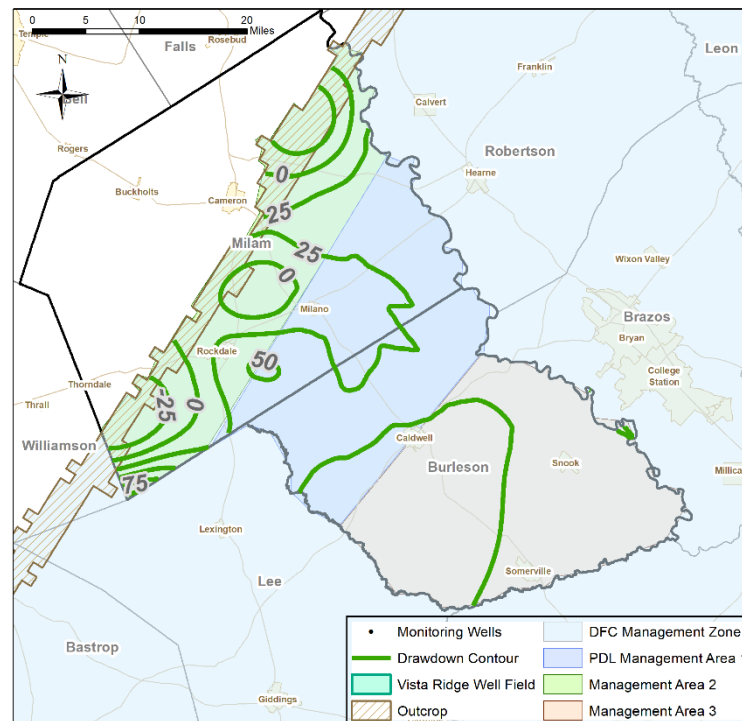 0 5 10 20
Miles
Temple
Falls
Rosebud
Leon
N
Bell
Franklin
Calvert
Rogers
Robertson
Buckholts
0
Hearne
Cameron
25
Milam
25
0
Wixon Valley
Milano
Brazos
Bryan
Rockdale
50
College
Station
Thorndale
-25
0
Thrall
Caldwell
Williamson
Burleson
Snook
Millica
75
Lexington
Lee
Somerville
Bastrop
Giddings
Monitoring Wells
Drawdown Contour
Vista Ridge Well Field
Outcrop
DFC Management Zone
PDL Management Area 1
Management Area 2
Management Area 3